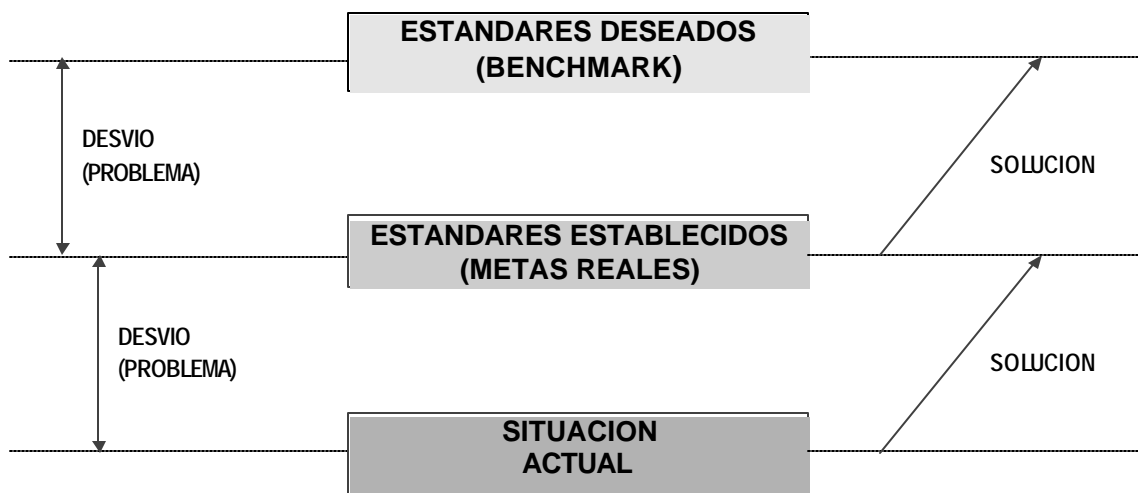 ESTANDARES DESEADOS
(BENCHMARK)
DESVIO
(PROBLEMA)
SOLUCION
ESTANDARES ESTABLECIDOS
(METAS REALES)
DESVIO
(PROBLEMA)
SOLUCION
SITUACION
ACTUAL